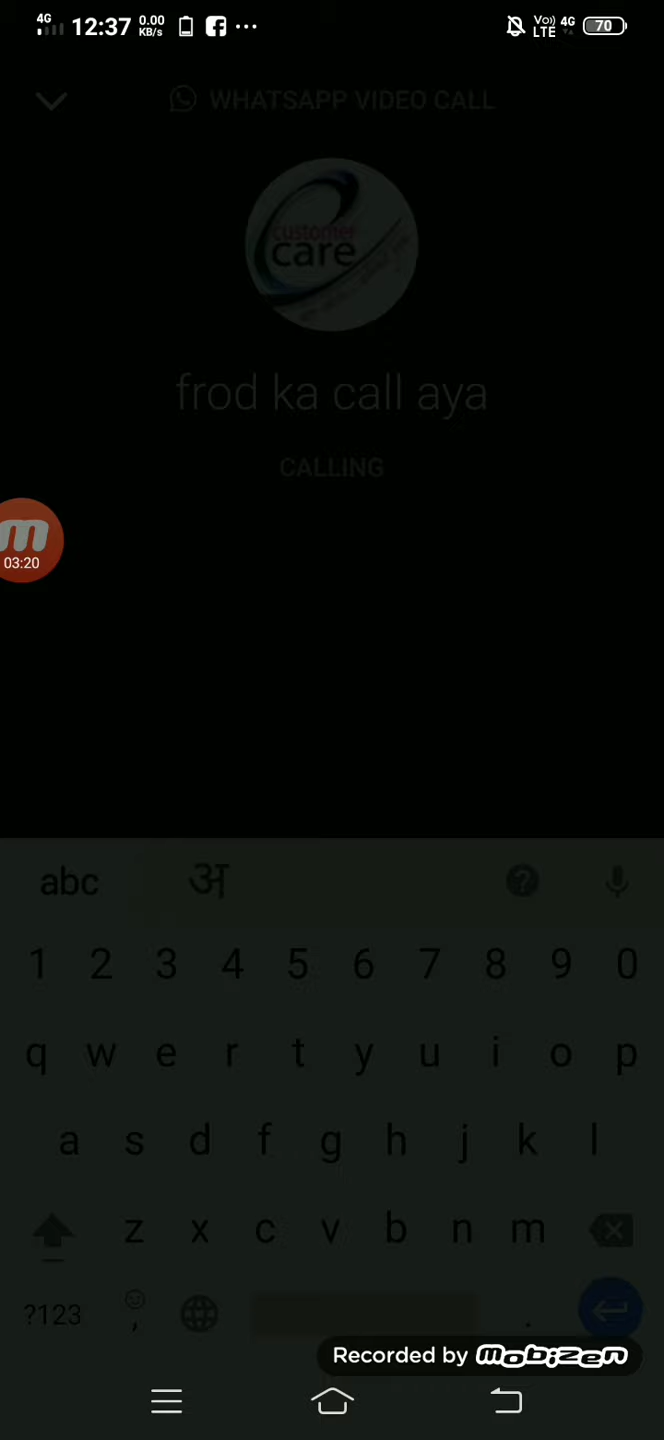 4G 12:37 0.00 KB/s ... Vo)) LTE 4G 70
WHATSAPP VIDEO CALL
customer
care
frod ka call aya
CALLING
m
03:20
abc अ ?
1 2 3 4 5 6 7 8 9 0
q w e r t y u i o p
a s d f g h j k l
z x c v b n m
?123 , .
Recorded by mobizen